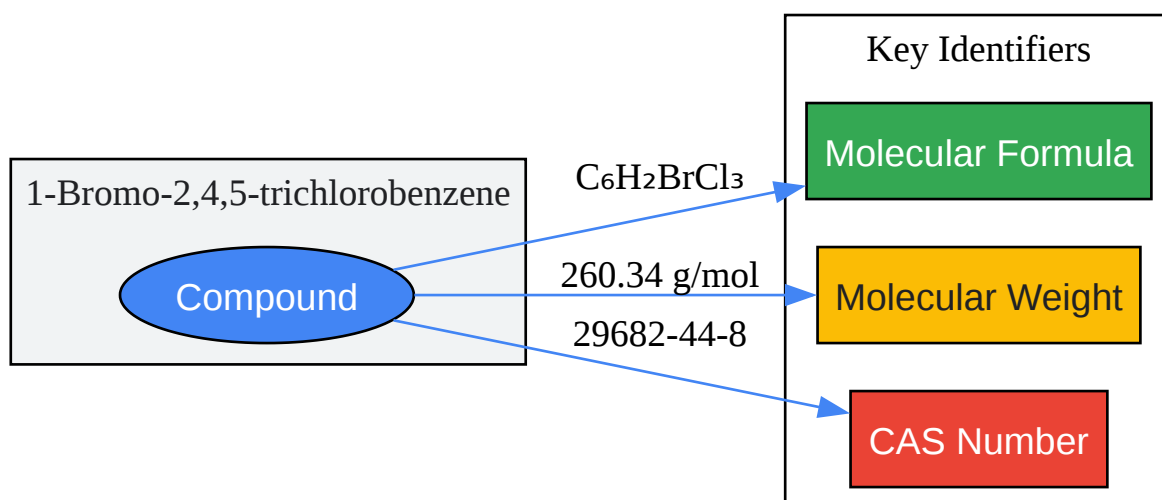 Key Identifiers
1-Bromo-2,4,5-trichlorobenzene
Compound
C₆H₂BrCl₃
Molecular Formula
260.34 g/mol
Molecular Weight
29682-44-8
CAS Number